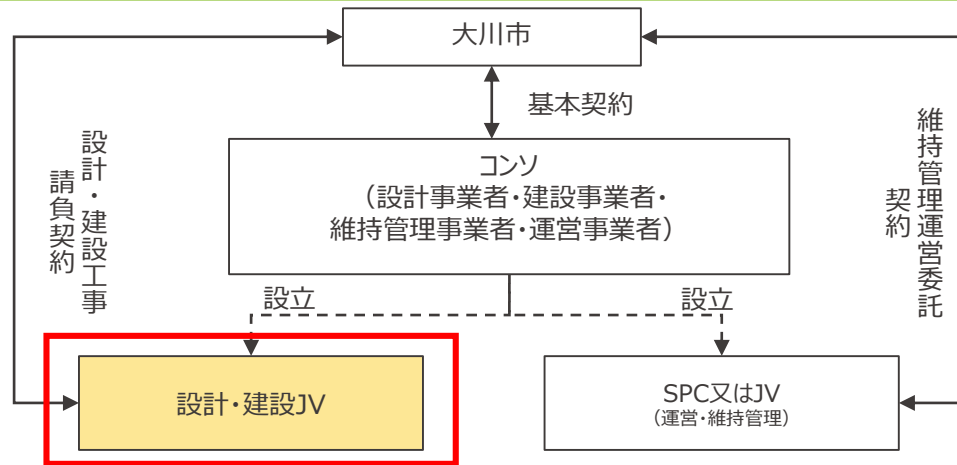 大川市
基本契約
設計・建設工事
請負契約
維持管理運営委託
契約
コンソ
（設計事業者・建設事業者・
維持管理事業者・運営事業者）
設立
設立
設計・建設JV
SPC又はJV
（運営・維持管理）